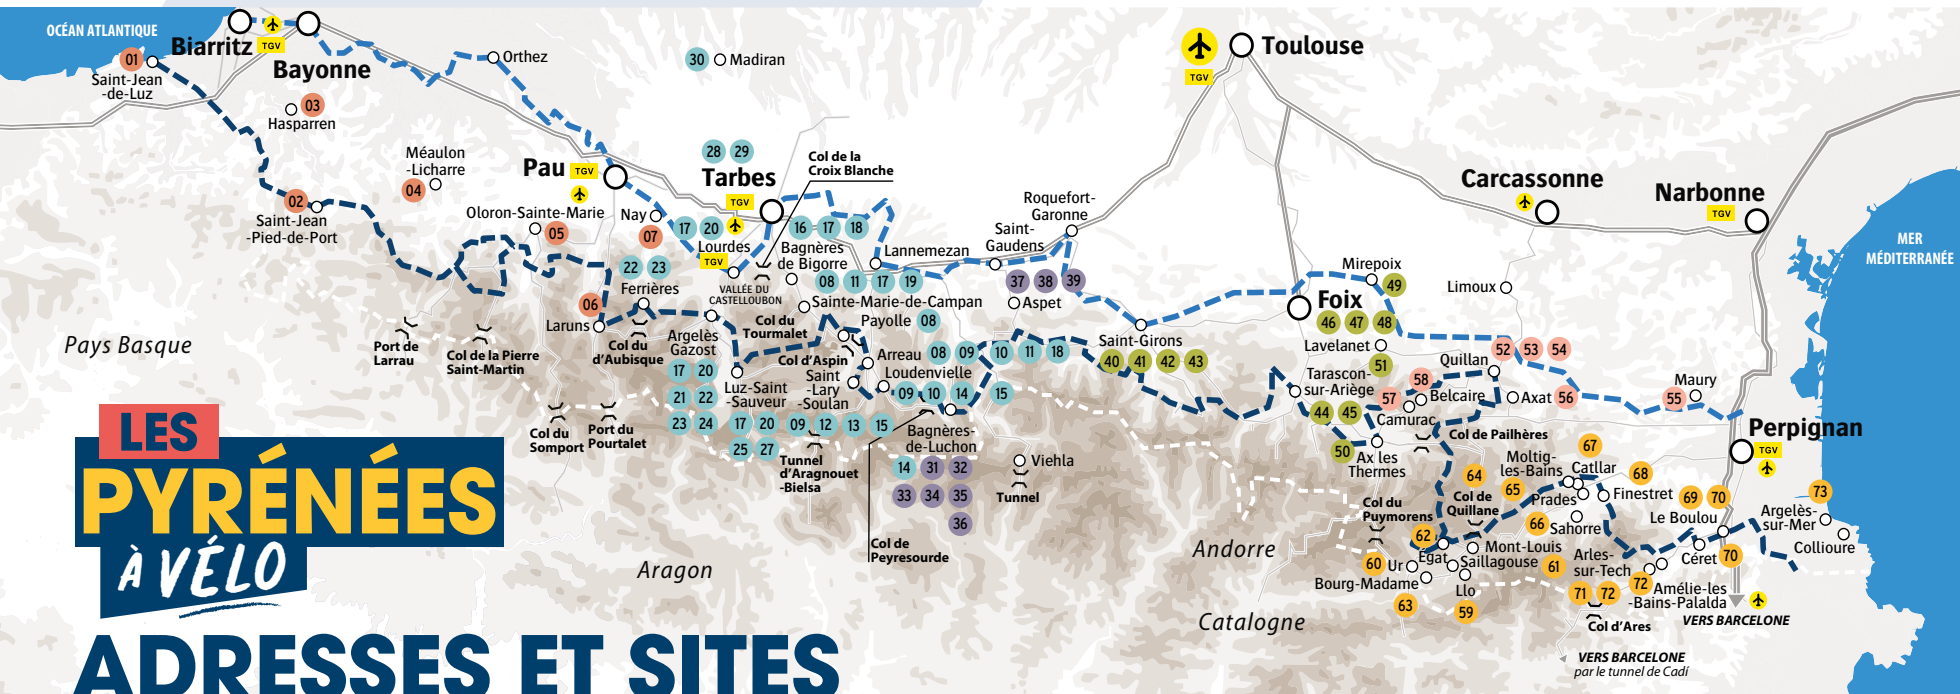 OCÉAN ATLANTIQUE
Biarritz
TGV
Bayonne
01
Saint-Jean
-de-Luz
03
Hasparren
Orthez
30
Madiran
TGV
Toulouse
Méaulon
-Licharre
04
02
Saint-Jean
-Pied-de-Port
Pau
TGV
Oloron-Sainte-Marie
05
Nay
07
28 29
Tarbes
TGV
Col de la
Croix Blanche
17 20
Lourdes
TGV
16 17 18
Bagnères
de Bigorre
VALLÉE DU
CASTELLOUBON
Lannemezan
08 11 17 19
Sainte-Marie-de-Campan
Payolle 08
Roquefort-
Garonne
Saint-
Gaudens
37 38 39
Aspet
Carcassonne
Narbonne
TGV
MER
MÉDITERRANÉE
22 23
Ferrières
06
Laruns
Col du
d'Aubisque
Argelès
Gazost
17 20
21 22
23 24
Col du
Tourmalet
Col d'Aspin
Arreau
08 09 10 11 18
Loudenvielle
09 10 14 15
Saint
-Lary
-Soulan
Luz-Saint
-Sauveur
17 20
25 27
09 12 13 15
Tunnel
d'Aragnouet
-Bielsa
Bagnères-
de-Luchon
14 31 32
33 34 35
36
Col de
Peyresourde
Viehla
Tunnel
Port de
Larrau
Col de la Pierre
Saint-Martin
Col du
Somport
Port du
Pourtalet
Pays Basque
Aragon
Andorre
Catalogne
Saint-Girons
40 41 42 43
Foix
46 47 48
Mirepoix
49
Lavelanet
51
Limoux
Tarascon-
sur-Ariège
44 45
50
Ax les
Thermes
Quillan
52 53 54
58
57
Belcaire
Camurac
Axat 56
Maury
55
Col de Pailhères
Perpignan
TGV
67
Moltig-
les-Bains
Catllar
64
65
68
Prades
Finestret
69 70
Le Boulou
73
Argelès-
sur-Mer
Collioure
Col du
Puymorens
Col de
Quillane
66
Sahorre
62
Égat
Mont-Louis
Saillagouse
61
60
Ur
Bourg-Madame
63
Llo
59
Arles-
sur-Tech
71 72
72
Céret
70
Amélie-les
-Bains-Palalda
Col d'Ares
VERS BARCELONE
VERS BARCELONE
par le tunnel de Cadí
LES
PYRÉNÉES
À VÉLO
ADRESSES ET SITES